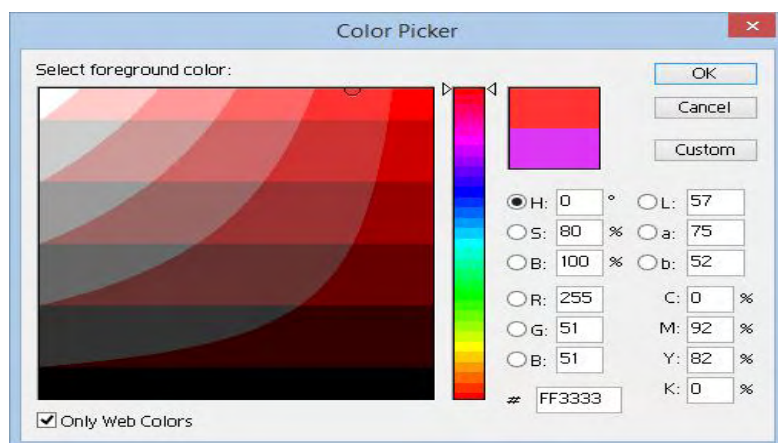 Color Picker
×
Select foreground color:
OK
Cancel
Custom
H: 0 ° L: 57
S: 80 % a: 75
B: 100 % b: 52
R: 255 C: 0 %
G: 51 M: 92 %
B: 51 Y: 82 %
# FF3333 K: 0 %
Only Web Colors